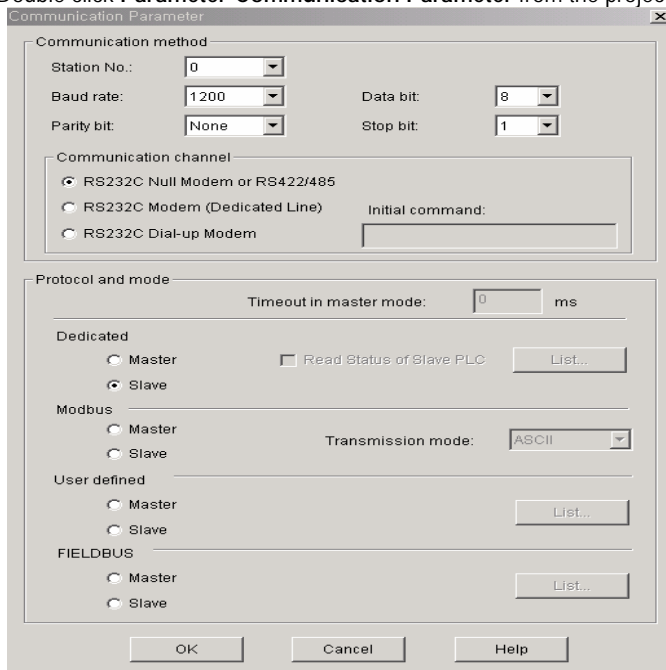 Double click Parameter-Communication Parameter from the projec
Communication Parameter
Communication method
Station No.: 0
Baud rate: 1200 Data bit: 8
Parity bit: None Stop bit: 1
Communication channel
RS232C Null Modem or RS422/485
RS232C Modem (Dedicated Line) Initial command:
RS232C Dial-up Modem
Protocol and mode
Timeout in master mode: 0 ms
Dedicated
Master Read Status of Slave PLC List...
Slave
Modbus
Master
Transmission mode: ASCII
Slave
User defined
Master
List...
Slave
FIELDBUS
Master
List...
Slave
OK Cancel Help